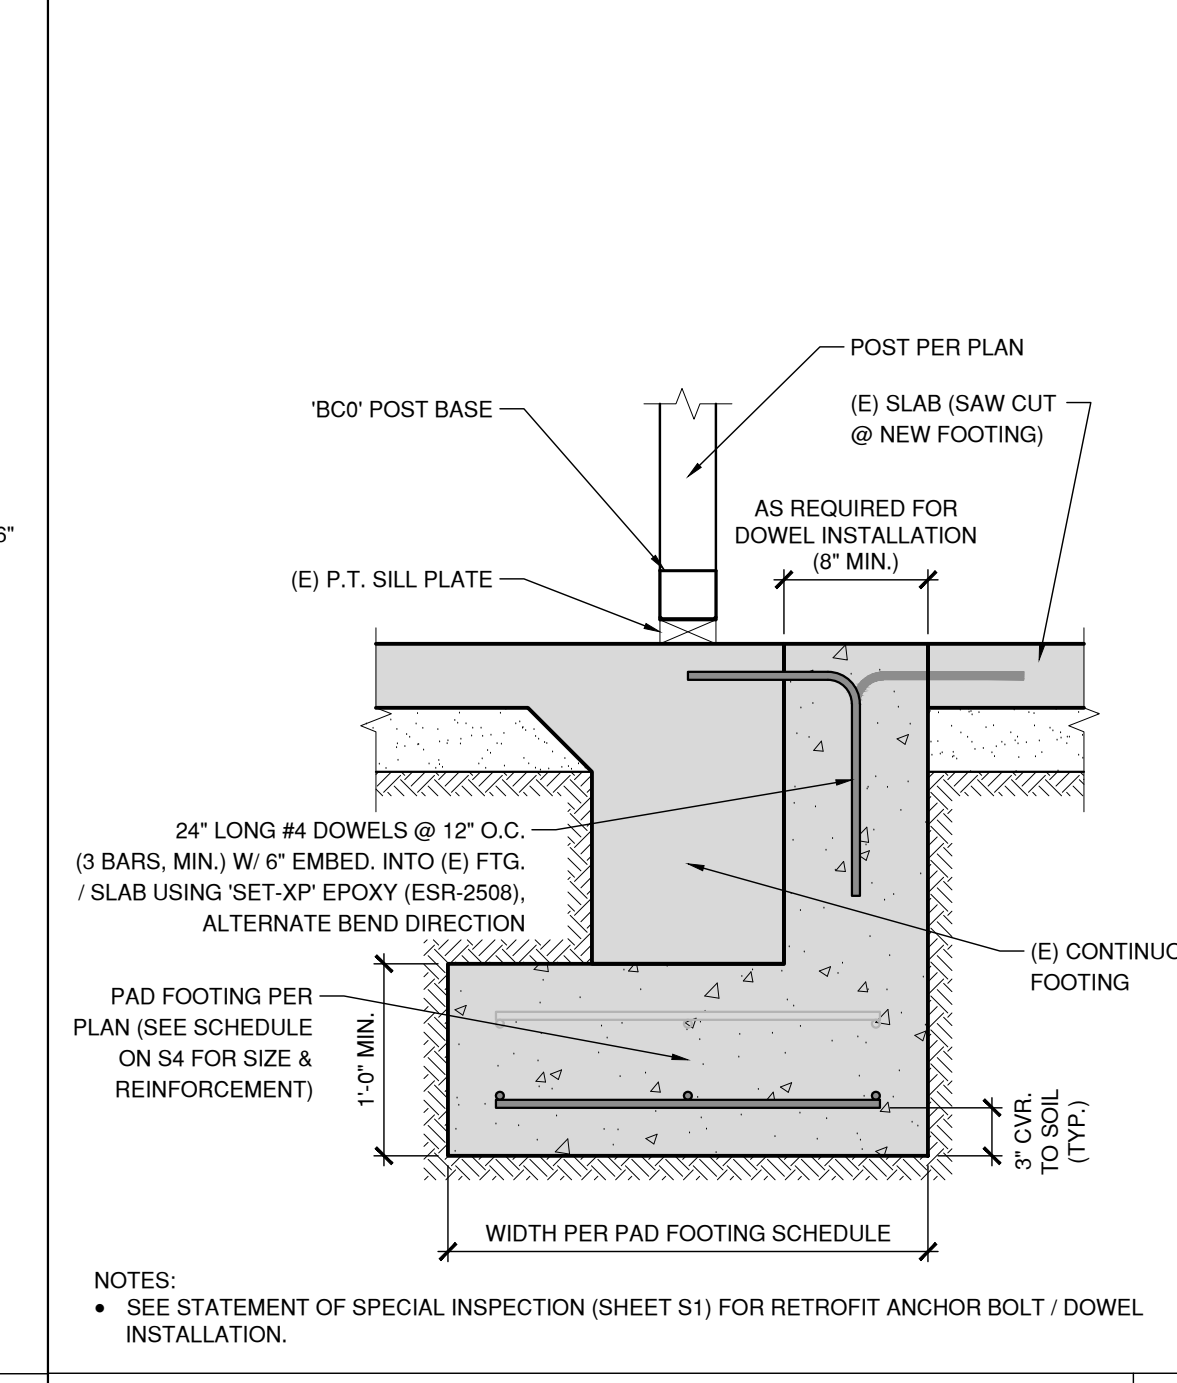 6"
POST PER PLAN
'BC0' POST BASE
(E) SLAB (SAW CUT
@ NEW FOOTING)
AS REQUIRED FOR
DOWEL INSTALLATION
(8" MIN.)
(E) P.T. SILL PLATE
24" LONG #4 DOWELS @ 12" O.C.
(3 BARS, MIN.) W/ 6" EMBED. INTO (E) FTG.
/ SLAB USING 'SET-XP' EPOXY (ESR-2508),
ALTERNATE BEND DIRECTION
(E) CONTINUO
FOOTING
PAD FOOTING PER
PLAN (SEE SCHEDULE
ON S4 FOR SIZE &
REINFORCEMENT)
1'-0" MIN.
3" CVR.
TO SOIL
(TYP.)
WIDTH PER PAD FOOTING SCHEDULE
NOTES:
• SEE STATEMENT OF SPECIAL INSPECTION (SHEET S1) FOR RETROFIT ANCHOR BOLT / DOWEL
INSTALLATION.